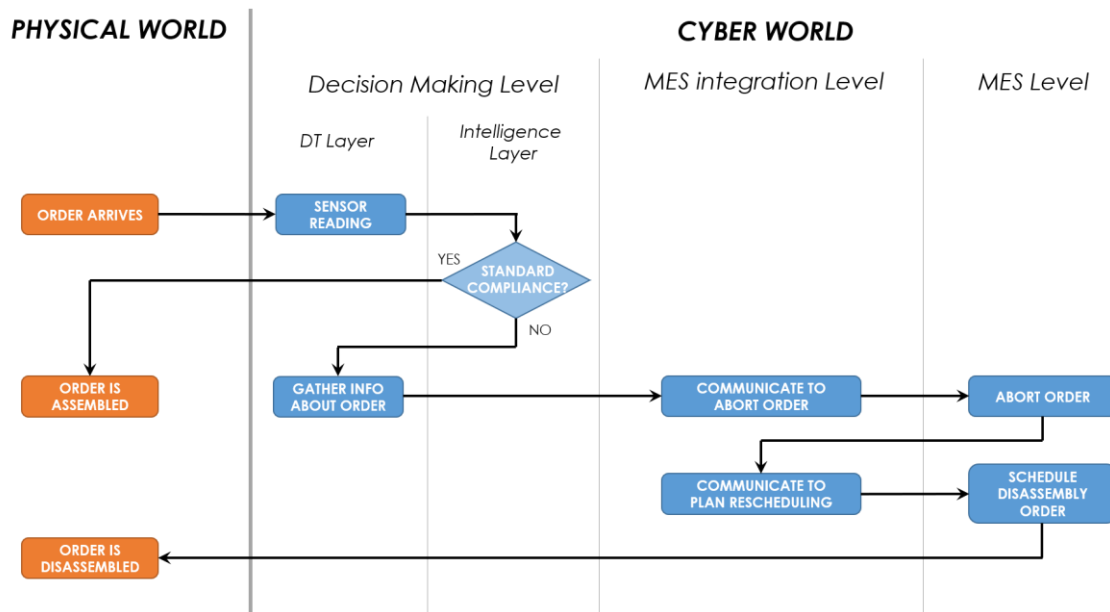 PHYSICAL WORLD
CYBER WORLD
Decision Making Level
MES integration Level
MES Level
DT Layer
Intelligence
Layer
ORDER ARRIVES
SENSOR
READING
YES
STANDARD
COMPLIANCE?
NO
ORDER IS
ASSEMBLED
GATHER INFO
ABOUT ORDER
COMMUNICATE TO
ABORT ORDER
ABORT ORDER
COMMUNICATE TO
PLAN RESCHEDULING
SCHEDULE
DISASSEMBLY
ORDER
ORDER IS
DISASSEMBLED